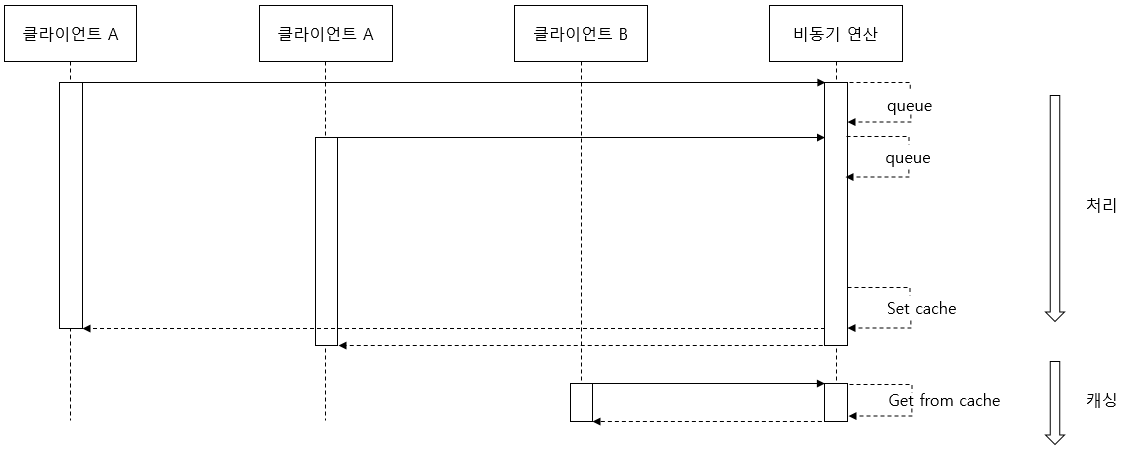 클라이언트 A
클라이언트 A
클라이언트 B
비동기 연산
queue
queue
처리
Set cache
Get from cache
캐싱